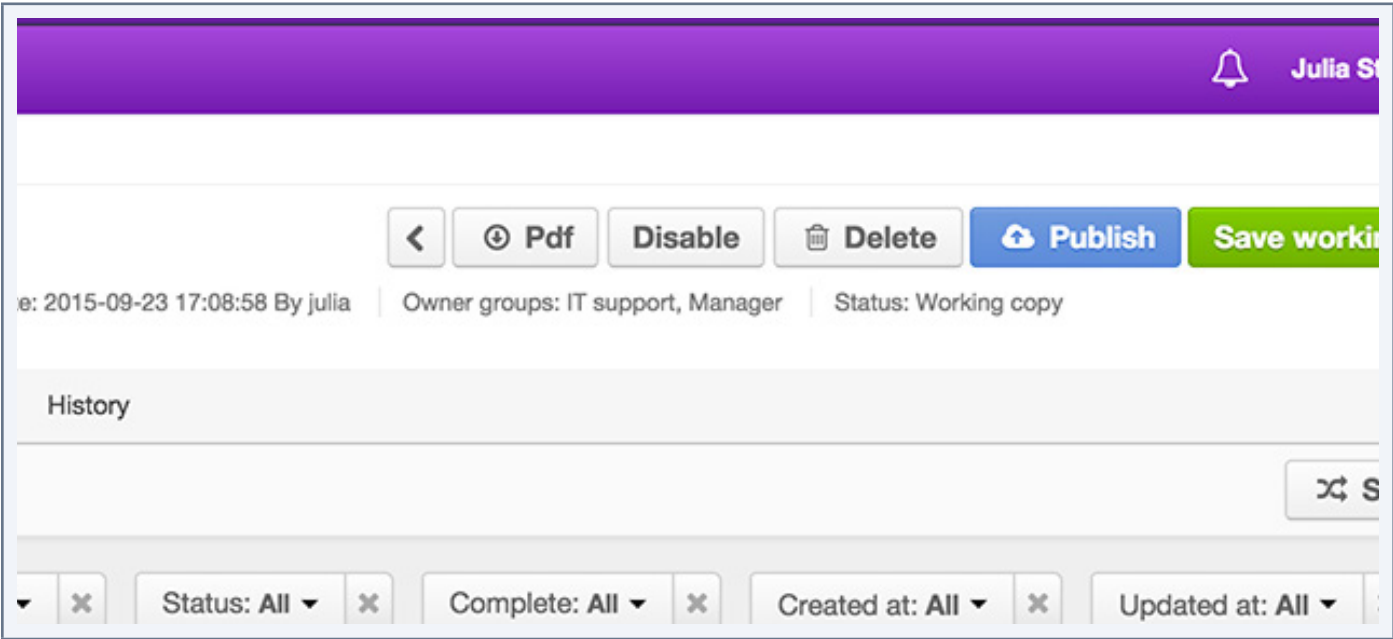 Julia St
Pdf Disable Delete Publish Save workin
e: 2015-09-23 17:08:58 By julia Owner groups: IT support, Manager Status: Working copy
History
S
Status: All Complete: All Created at: All Updated at: All